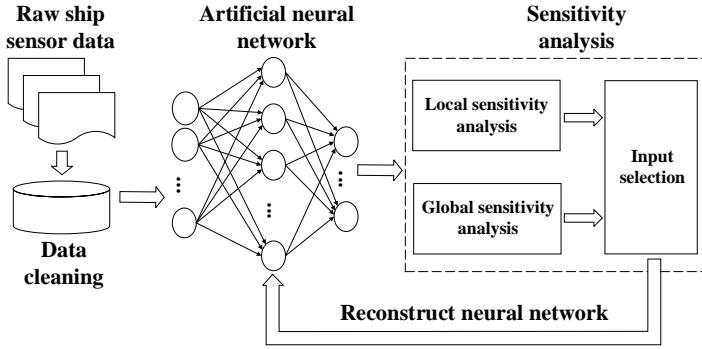 Raw ship
sensor data
Artificial neural
network
Sensitivity
analysis
Local sensitivity
analysis
Input
selection
Global sensitivity
analysis
Data
cleaning
Reconstruct neural network